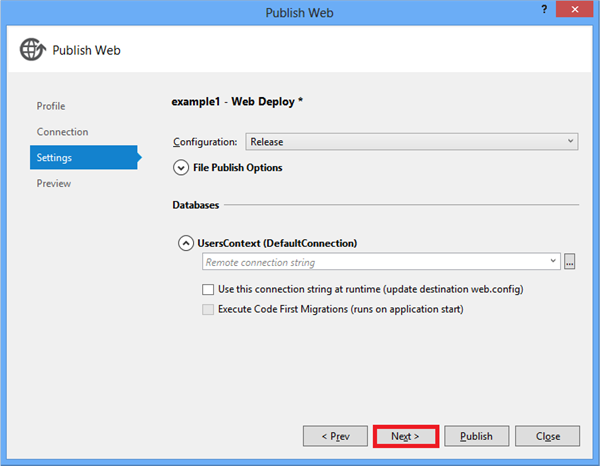 Publish Web
?
Publish Web
Profile
Connection
Settings
Preview
example1 - Web Deploy *
Configuration: Release
File Publish Options
Databases
UsersContext (DefaultConnection)
Remote connection string
...
Use this connection string at runtime (update destination web.config)
Execute Code First Migrations (runs on application start)
< Prev
Next >
Publish
Close